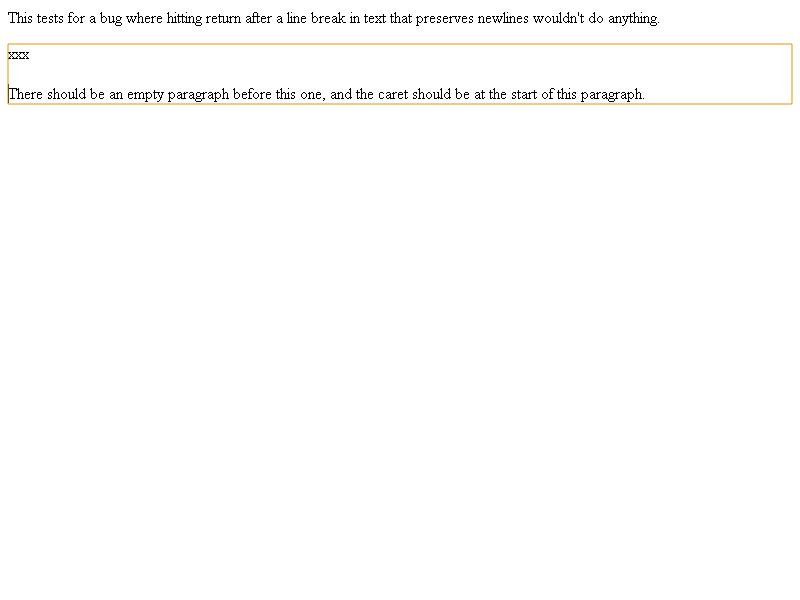 This tests for a bug where hitting return after a line break in text that preserves newlines wouldn't do anything.
xxx
There should be an empty paragraph before this one, and the caret should be at the start of this paragraph.